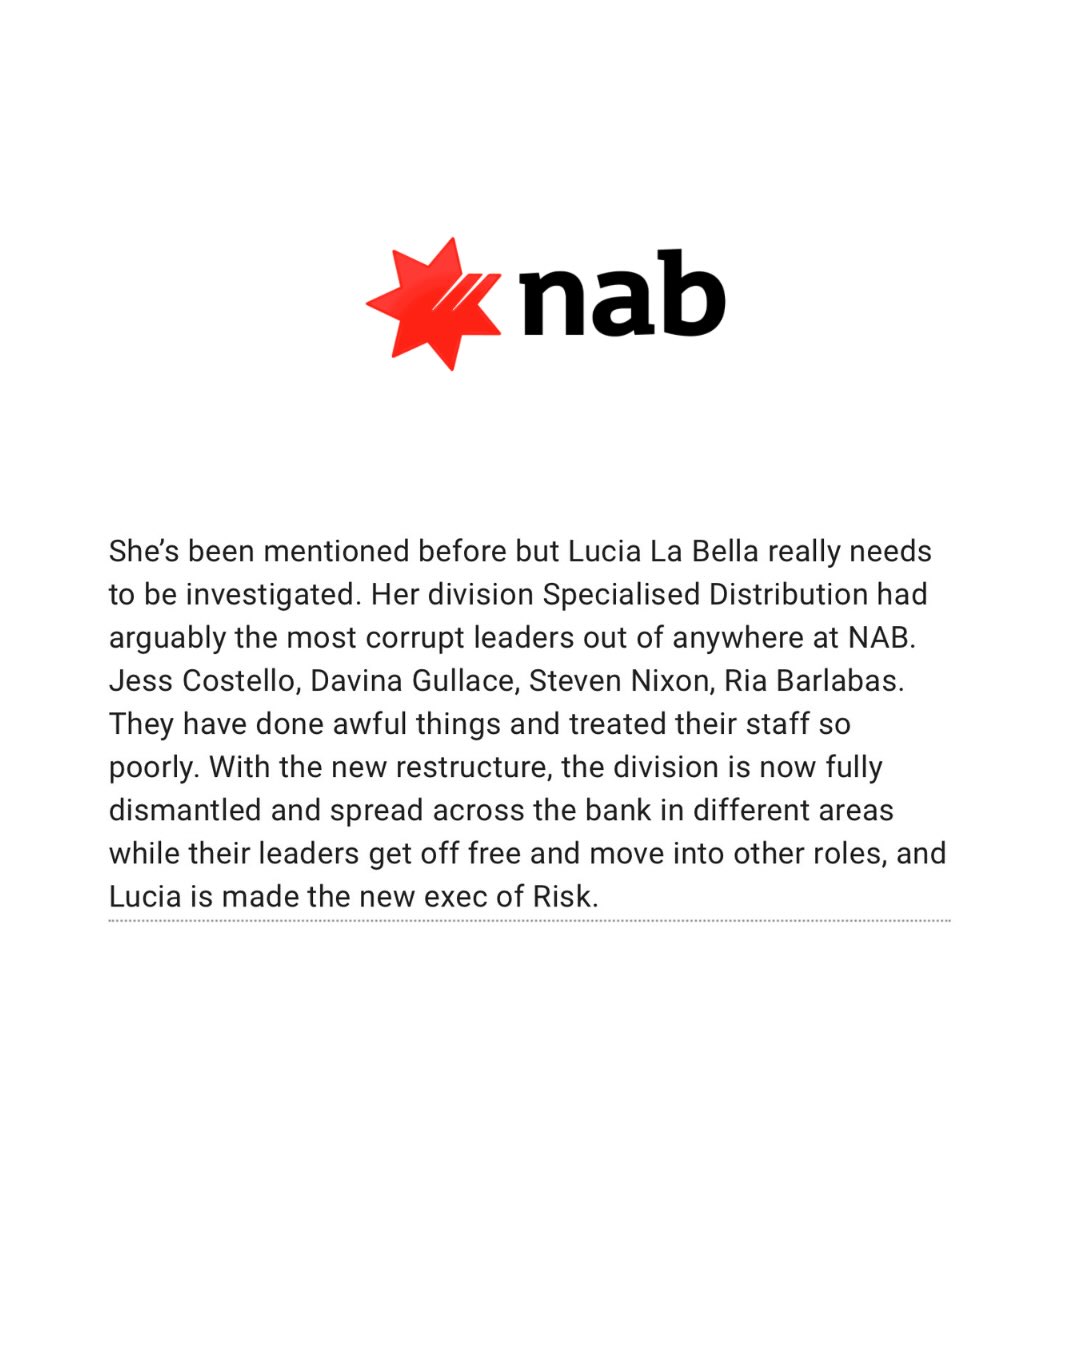 nab
She’s been mentioned before but Lucia La Bella really needs
to be investigated. Her division Specialised Distribution had
arguably the most corrupt leaders out of anywhere at NAB.
Jess Costello, Davina Gullace, Steven Nixon, Ria Barlabas.
They have done awful things and treated their staff so
poorly. With the new restructure, the division is now fully
dismantled and spread across the bank in different areas
while their leaders get off free and move into other roles, and
Lucia is made the new exec of Risk.